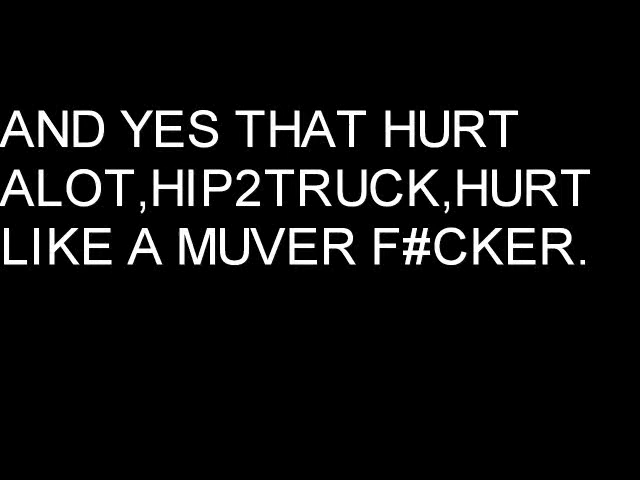 AND YES THAT HURT
ALOT,HIP2TRUCK,HURT
LIKE A MUVER F#CKER.